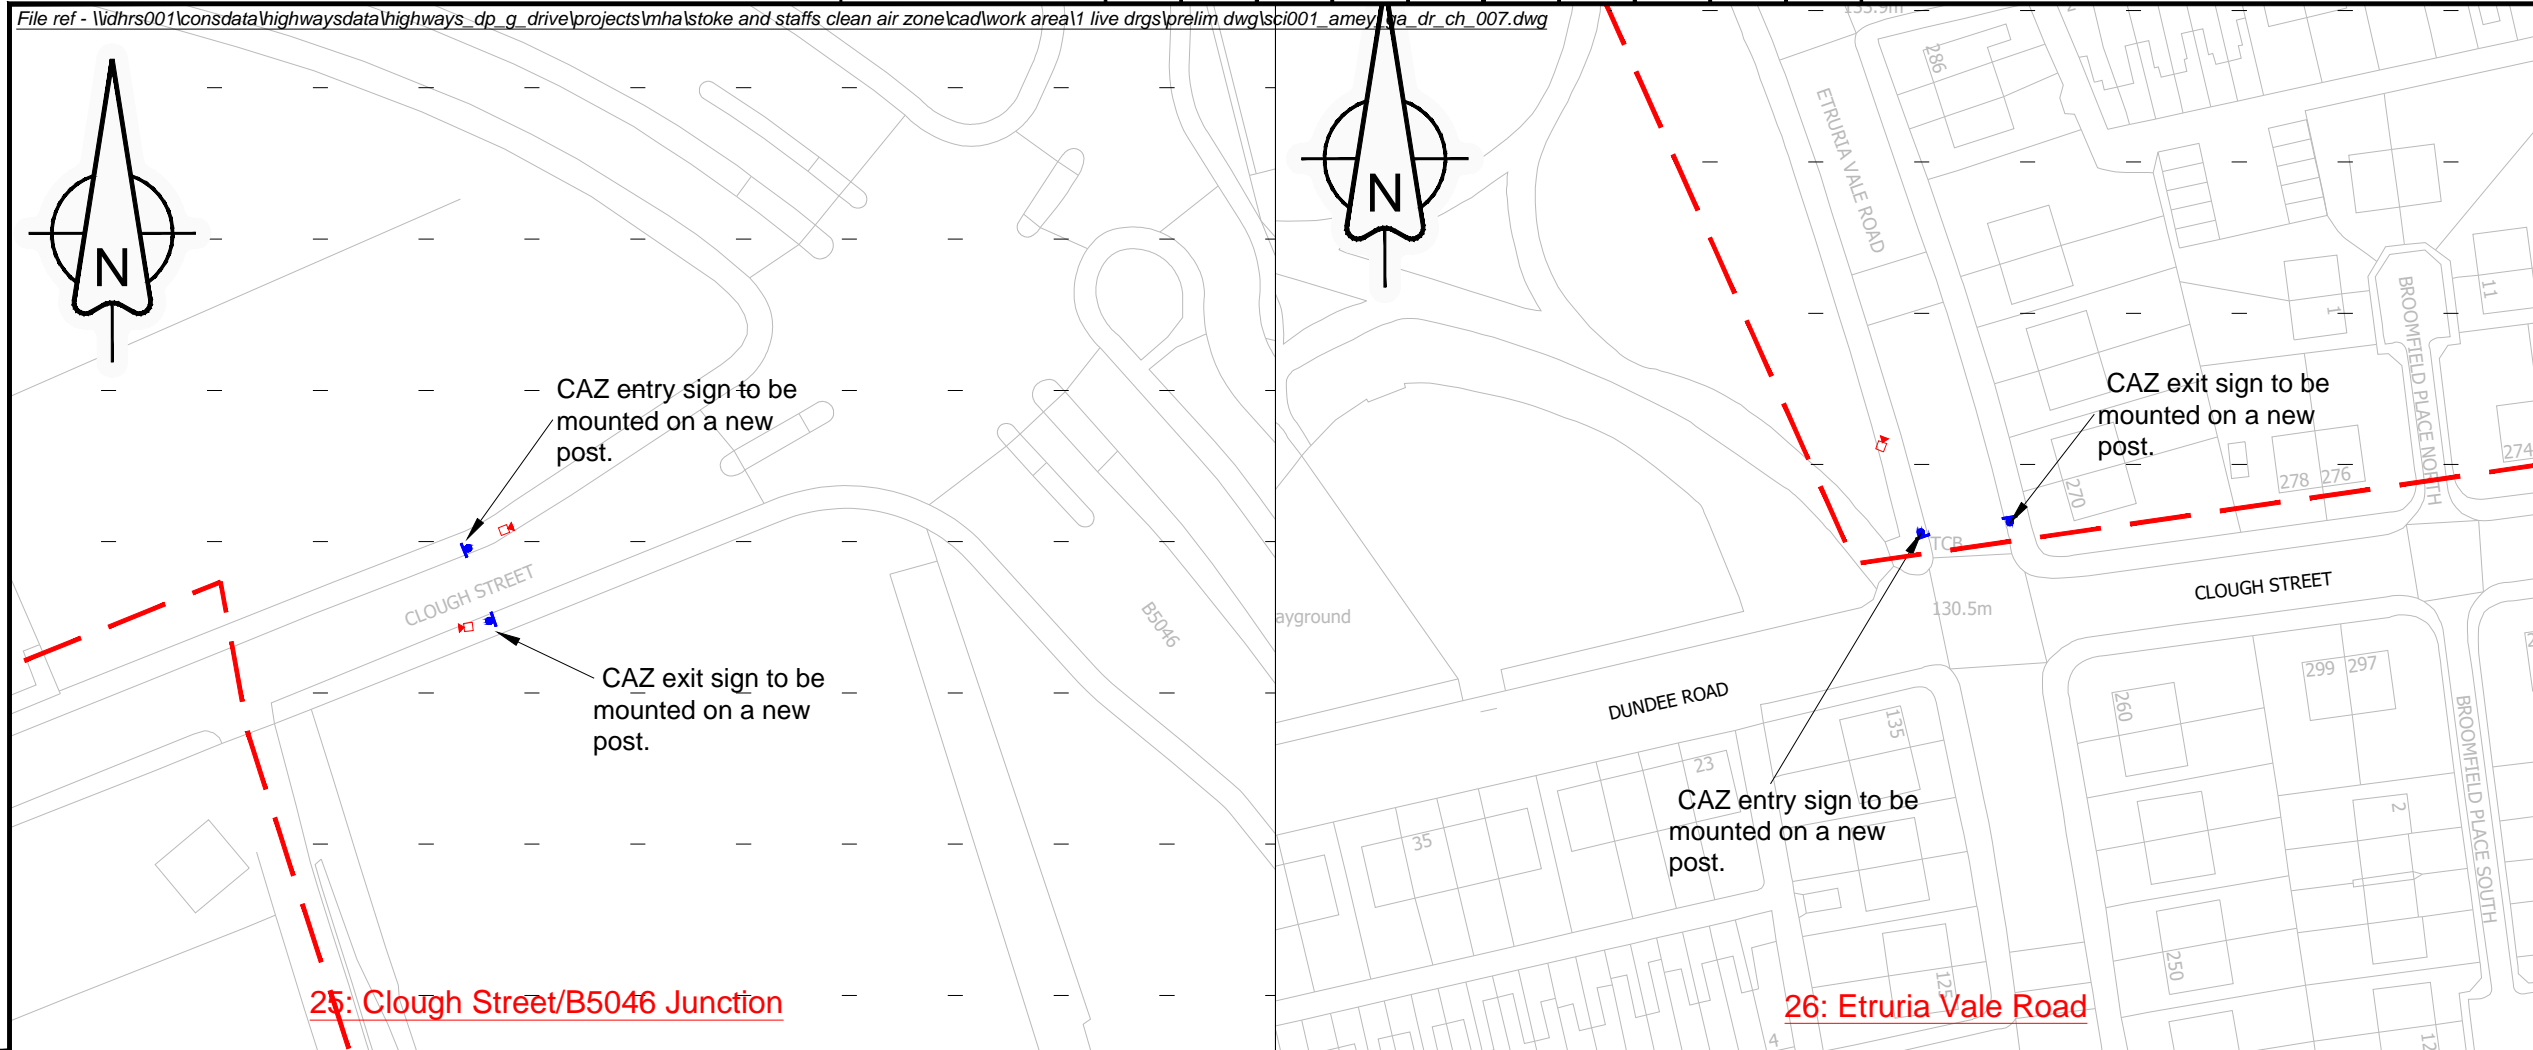 File ref - \\idhrs001\consdata\highwaysdata\highways_dp_g_drive\projects\mha\stoke and staffs clean air zone\cad\work area\1 live drgs\prelim dwg\sci001_amey_ga_dr_ch_007.dwg
N
CAZ entry sign to be
mounted on a new
post.
CLOUGH STREET
CAZ exit sign to be
mounted on a new
post.
B5046
25: Clough Street/B5046 Junction
N
286
ETRURIA VALE ROAD
BROOMFIELD PLACE NORTH
11
1
CAZ exit sign to be
mounted on a new
post.
270
278 276
274
TCB
130.5m
CLOUGH STREET
ayground
DUNDEE ROAD
135
23
35
260
299 297
2
BROOMFIELD PLACE SOUTH
CAZ entry sign to be
mounted on a new
post.
250
125
4
26: Etruria Vale Road